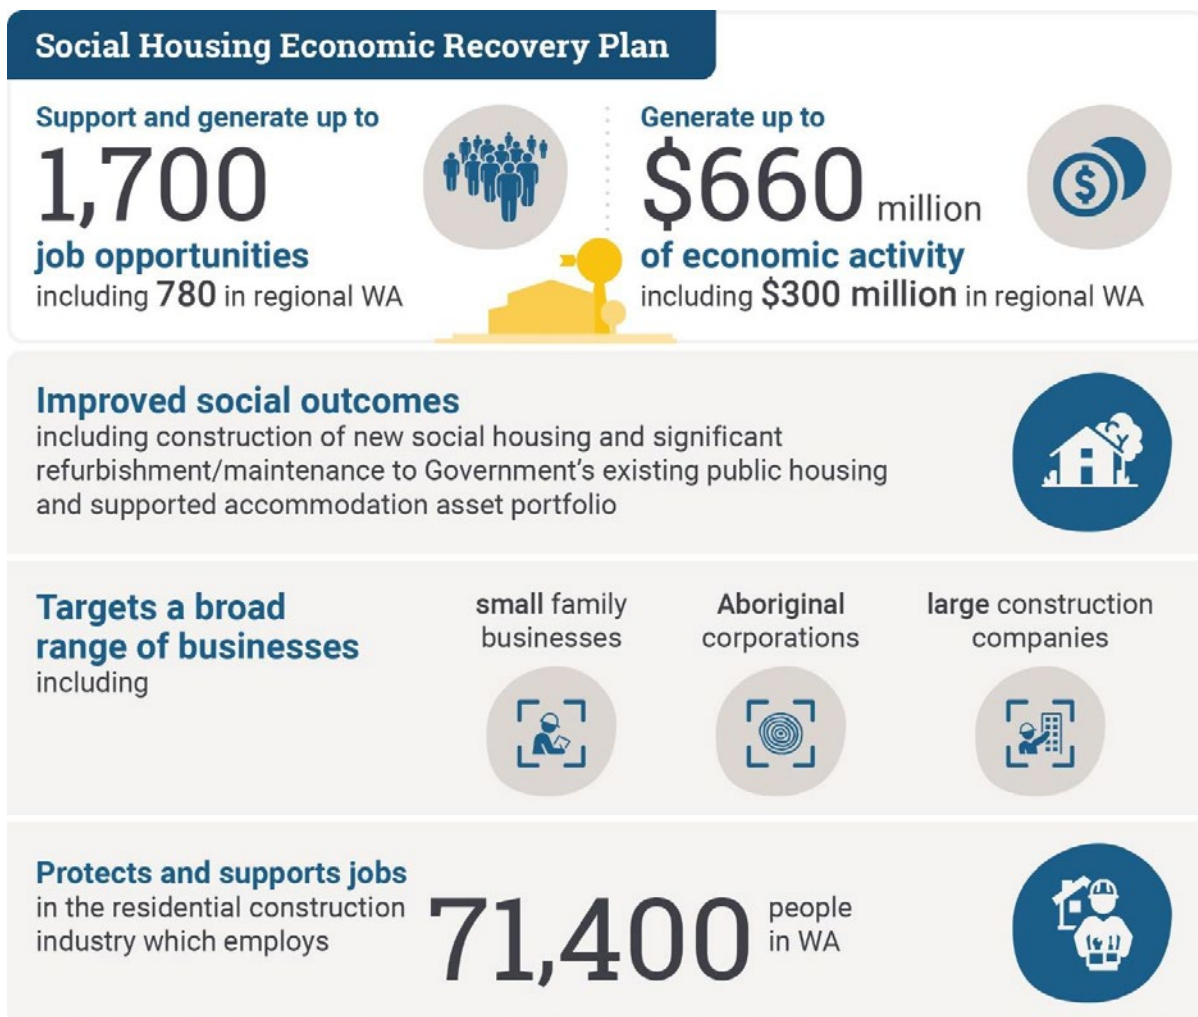 Social Housing Economic Recovery Plan
Support and generate up to
1,700
job opportunities
including 780 in regional WA
Generate up to
$660 million
of economic activity
including $300 million in regional WA
Improved social outcomes
including construction of new social housing and significant
refurbishment/maintenance to Government's existing public housing
and supported accommodation asset portfolio
Targets a broad
range of businesses
including
small family
businesses
Aboriginal
corporations
large construction
companies
Protects and supports jobs
in the residential construction
industry which employs
71,400
people
in WA